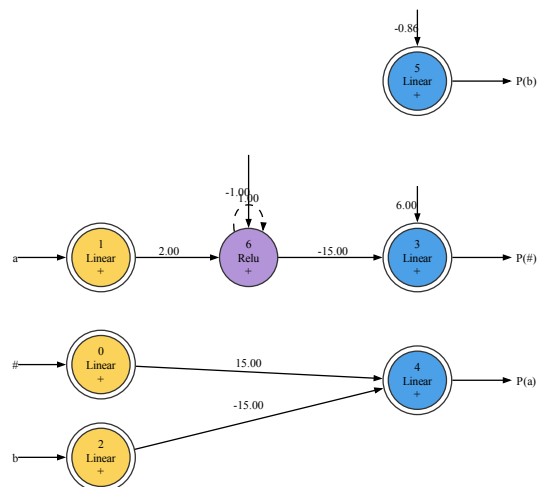 -0.86
5
Linear
+
P(b)
-1.00
1.00
6.00
a
1
Linear
+
2.00
6
Relu
+
-15.00
3
Linear
+
P(#)
#
0
Linear
+
15.00
4
Linear
+
P(a)
-15.00
b
2
Linear
+